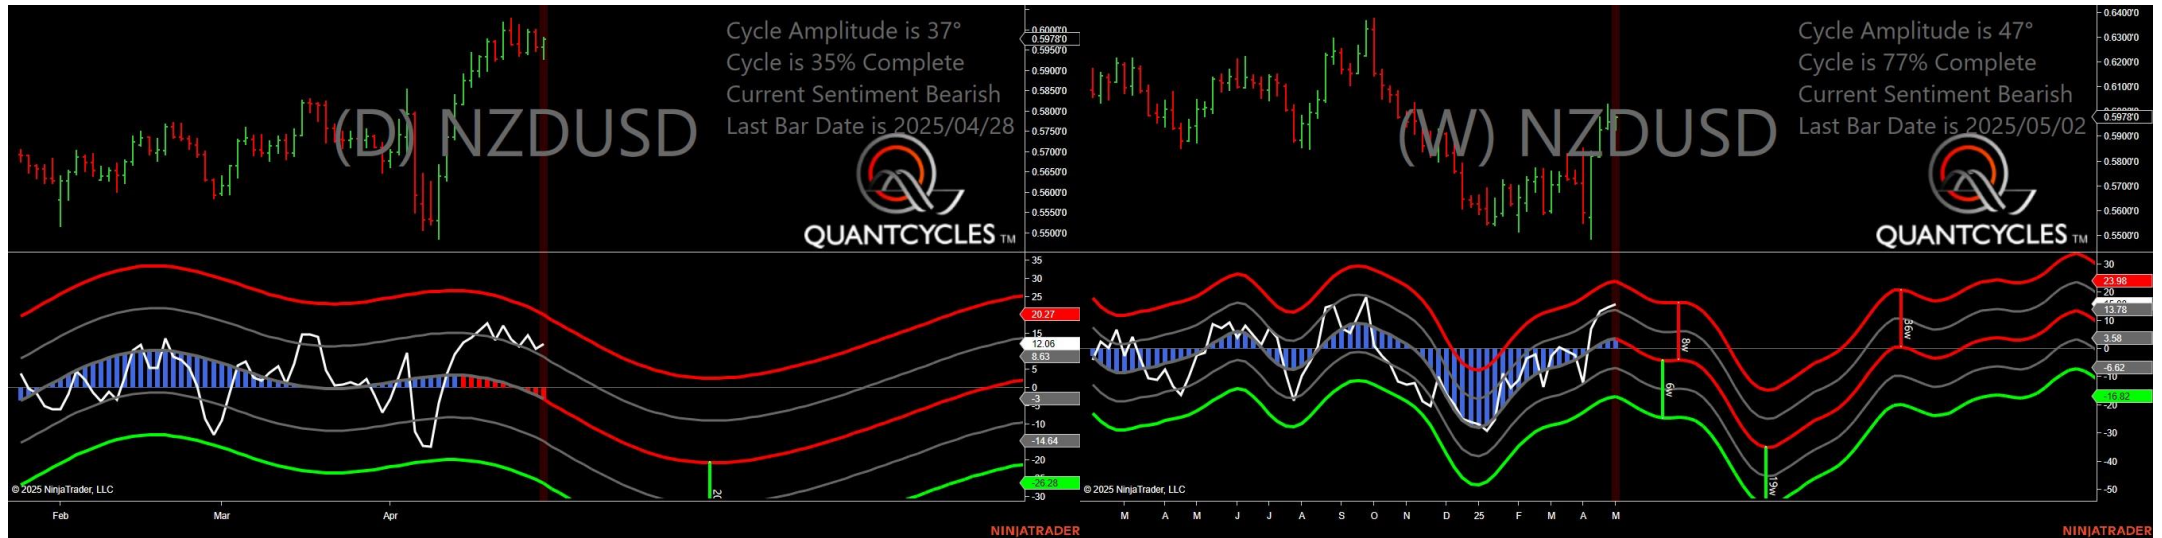 Cycle Amplitude is 37°
Cycle is 35% Complete
Current Sentiment Bearish
Last Bar Date is 2025/04/28
(D) NZDUSD
QUANTCYCLES TM
0.6000'0
0.5978'0
0.5950'0
0.5900'0
0.5850'0
0.5800'0
0.5750'0
0.5700'0
0.5650'0
0.5600'0
0.5550'0
0.5500'0
35
30
25
20.27
15
12.06
8.63
5
0
-3
-5
-10
-14.64
-20
-26.28
-30
© 2025 NinjaTrader, LLC
Feb
Mar
Apr
NINJATRADER
Cycle Amplitude is 47°
Cycle is 77% Complete
Current Sentiment Bearish
Last Bar Date is 2025/05/02
(W) NZDUSD
QUANTCYCLES TM
0.6400'0
0.6300'0
0.6200'0
0.6100'0
0.5978'0
0.5900'0
0.5800'0
0.5700'0
0.5600'0
0.5500'0
30
23.98
20
13.78
10
3.58
0
-6.62
-10
-16.82
-20
-30
-40
-50
8w
6w
19w
36w
© 2025 NinjaTrader, LLC
M A M J J A S O N D 25 F M A M
NINJATRADER